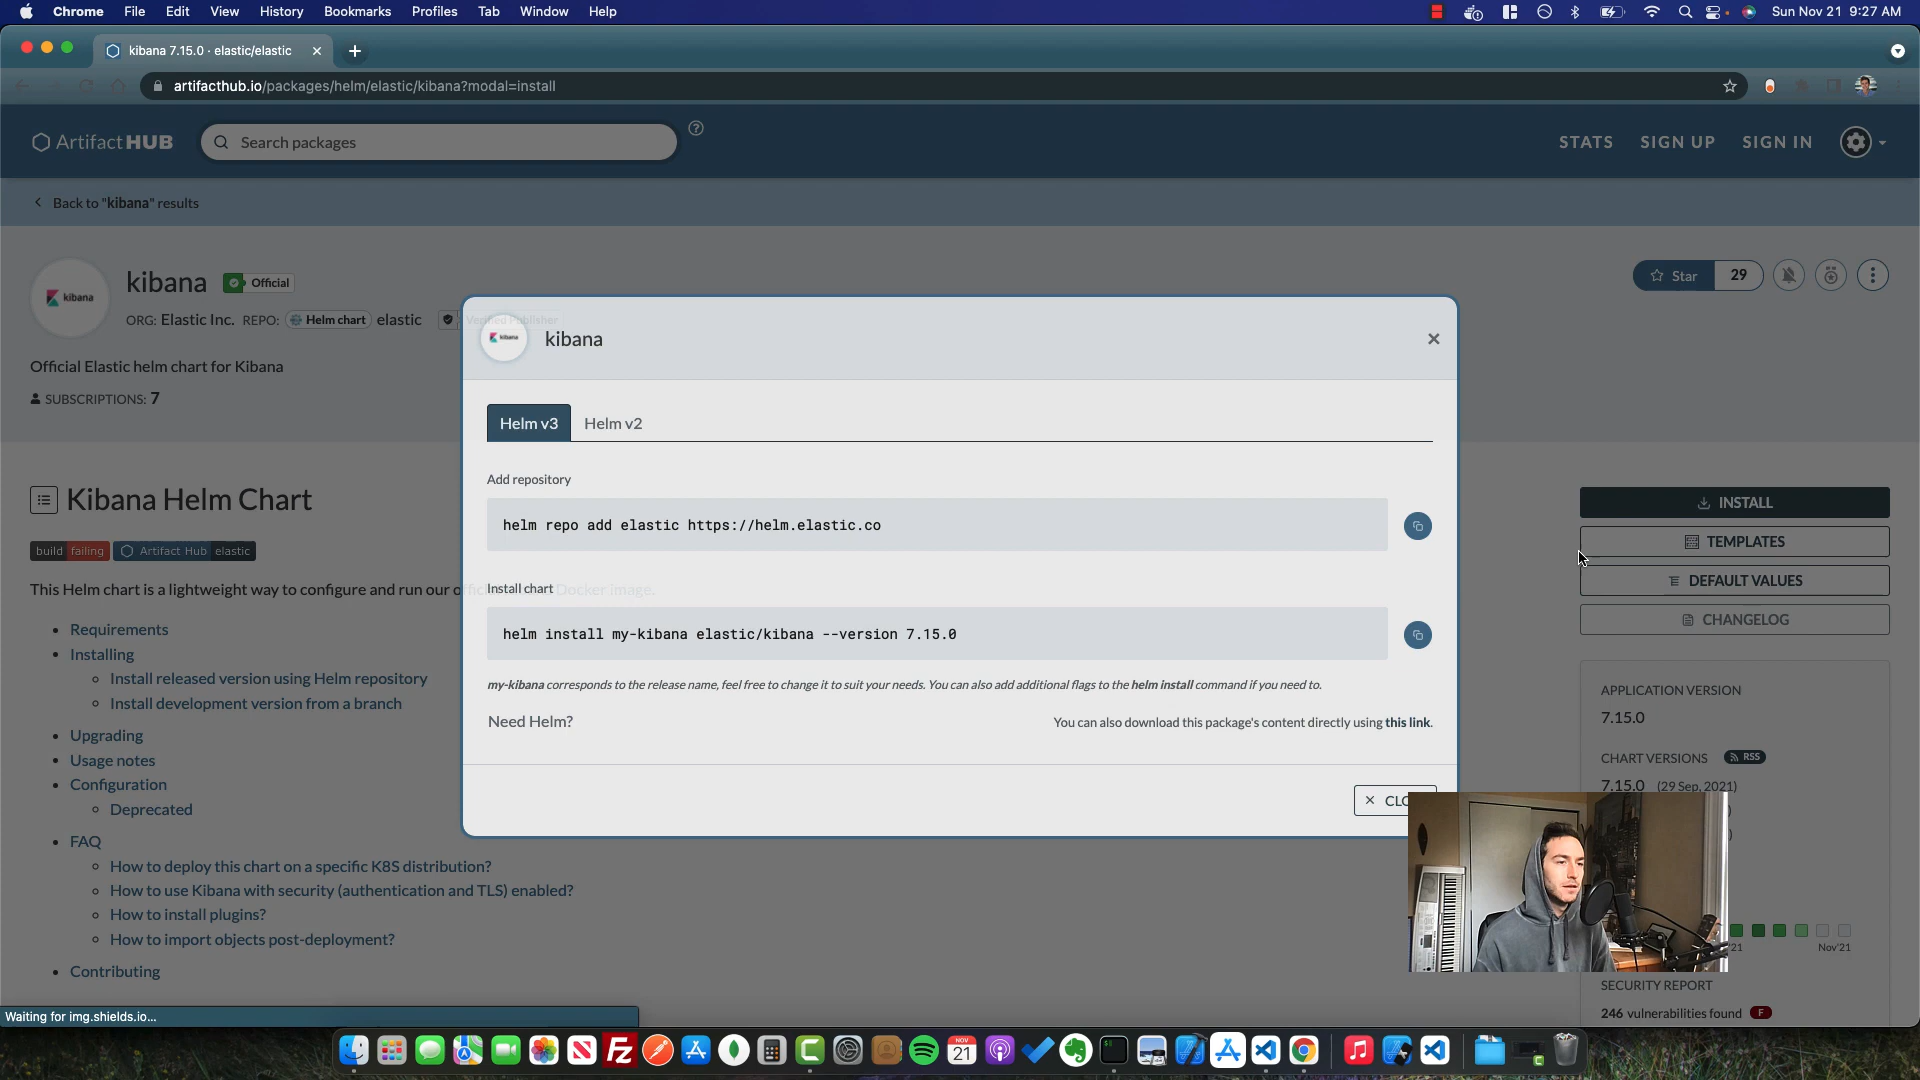 Chrome File Edit View History Bookmarks Profiles Tab Window Help
Sun Nov 21 9:27 AM
kibana 7.15.0 · elastic/elastic
artifacthub.io/packages/helm/elastic/kibana?modal=install
Artifact HUB
Search packages
STATS SIGN UP SIGN IN
Back to "kibana" results
kibana
kibana
Official
ORG: Elastic Inc. REPO: Helm chart elastic
Verified Publisher
Official Elastic helm chart for Kibana
SUBSCRIPTIONS: 7
Star 29
kibana
kibana
Helm v3 Helm v2
Add repository
helm repo add elastic https://helm.elastic.co
Install chart
helm install my-kibana elastic/kibana --version 7.15.0
my-kibana corresponds to the release name, feel free to change it to suit your needs. You can also add additional flags to the helm install command if you need to.
Need Helm?
You can also download this package's content directly using this link.
Kibana Helm Chart
build failing Artifact Hub elastic
This Helm chart is a lightweight way to configure and run our Docker image.
Requirements
Installing
Install released version using Helm repository
Install development version from a branch
Upgrading
Usage notes
Configuration
Deprecated
FAQ
How to deploy this chart on a specific K8S distribution?
How to use Kibana with security (authentication and TLS) enabled?
How to install plugins?
How to import objects post-deployment?
Contributing
INSTALL
TEMPLATES
DEFAULT VALUES
CHANGELOG
APPLICATION VERSION
7.15.0
CHART VERSIONS RSS
7.15.0 (29 Sep, 2021)
Nov'21
SECURITY REPORT
246 vulnerabilities found F
Waiting for img.shields.io...
NOV
21